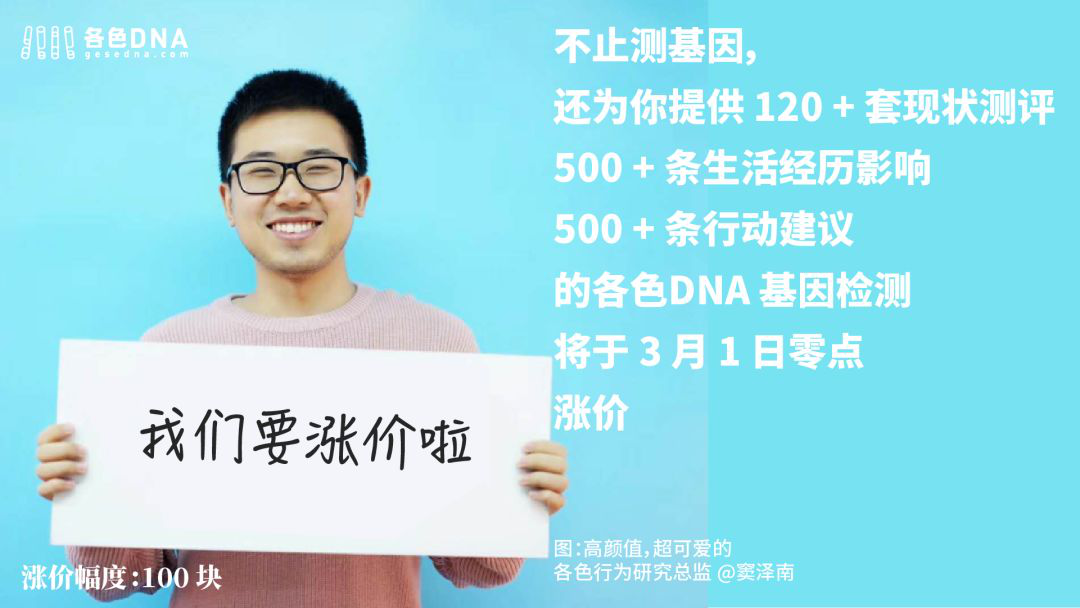 各色DNA
gesedna.com
不止测基因，
还为你提供 120 + 套现状测评
500 + 条生活经历影响
500 + 条行动建议
的各色DNA 基因检测
将于 3 月 1 日零点
涨价
我们要涨价啦
图：高颜值，超可爱的
各色行为研究总监 @窦泽南
涨价幅度：100 块